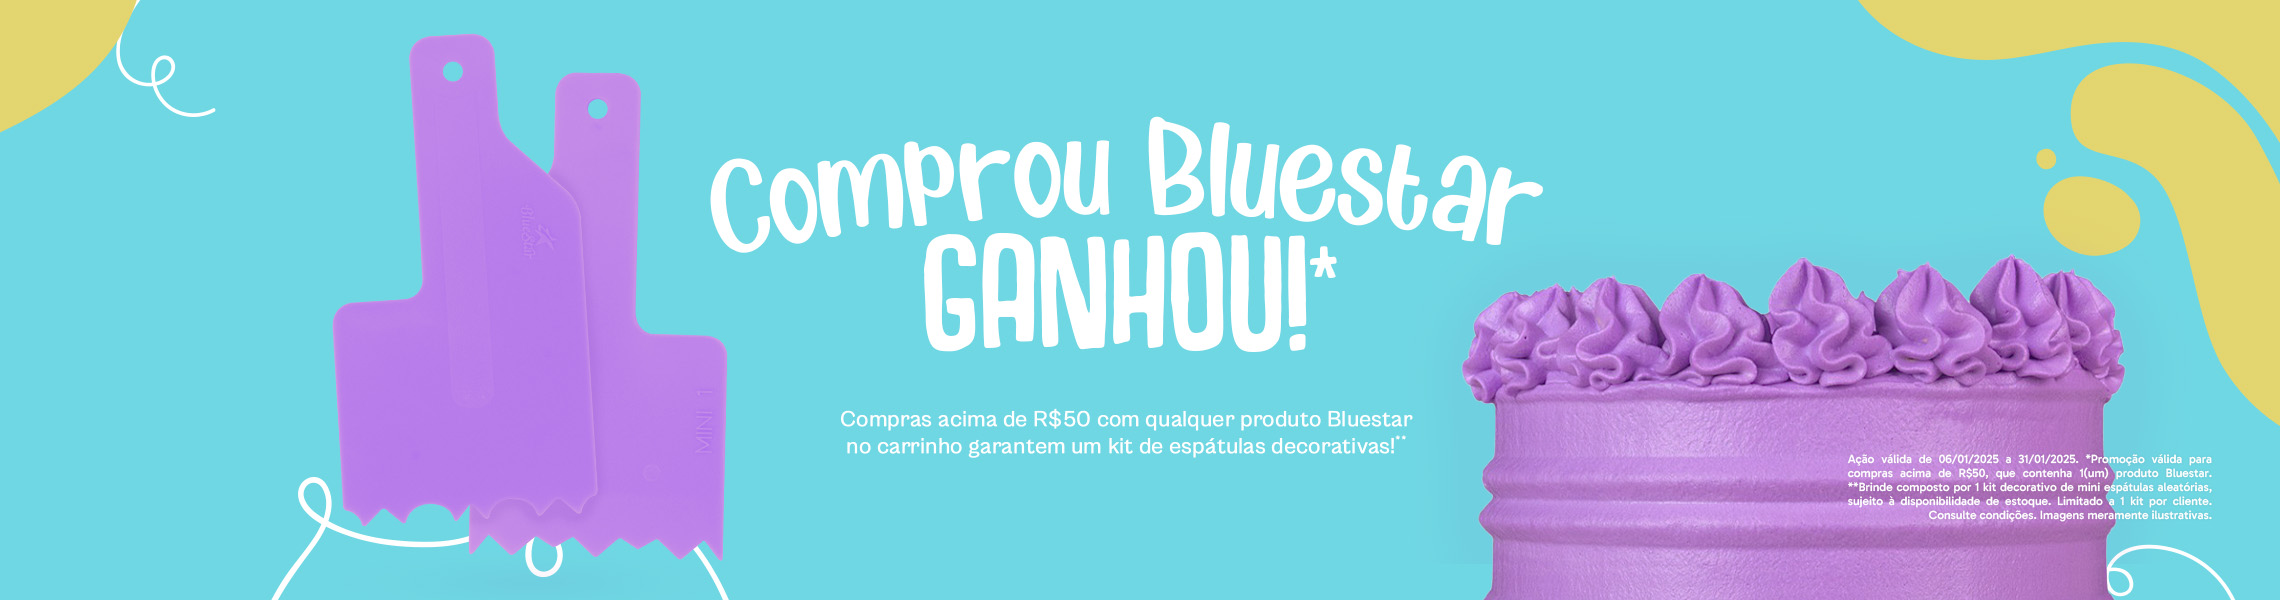 Comprou Bluestar
GANHOU!*
Compras acima de R$50 com qualquer produto Bluestar
no carrinho garantem um kit de espátulas decorativas!**
Bluestar
MINI 1
Ação válida de 06/01/2025 a 31/01/2025. *Promoção válida para
compras acima de R$50, que contenha 1(um) produto Bluestar.
**Brinde composto por 1 kit decorativo de mini espátulas aleatórias,
sujeito à disponibilidade de estoque. Limitado a 1 kit por cliente.
Consulte condições. Imagens meramente ilustrativas.